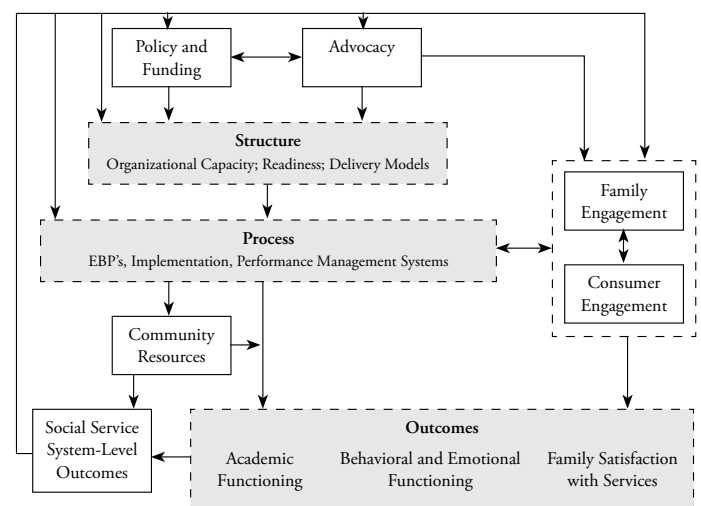 Policy and
Funding
Advocacy
Structure
Organizational Capacity; Readiness; Delivery Models
Family
Engagement
Process
EBP's, Implementation, Performance Management Systems
Consumer
Engagement
Community
Resources
Social Service
System-Level
Outcomes
Outcomes
Academic
Functioning
Behavioral and Emotional
Functioning
Family Satisfaction
with Services